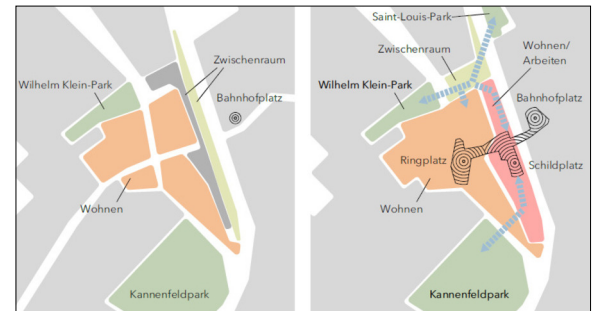 Zwischenraum
Wilhelm Klein-Park
Bahnhofplatz
Wohnen
Kannenfeldpark
Saint-Louis-Park
Zwischenraum
Wohnen/
Arbeiten
Wilhelm Klein-Park
Bahnhofplatz
Ringplatz
Schildplatz
Wohnen
Kannenfeldpark